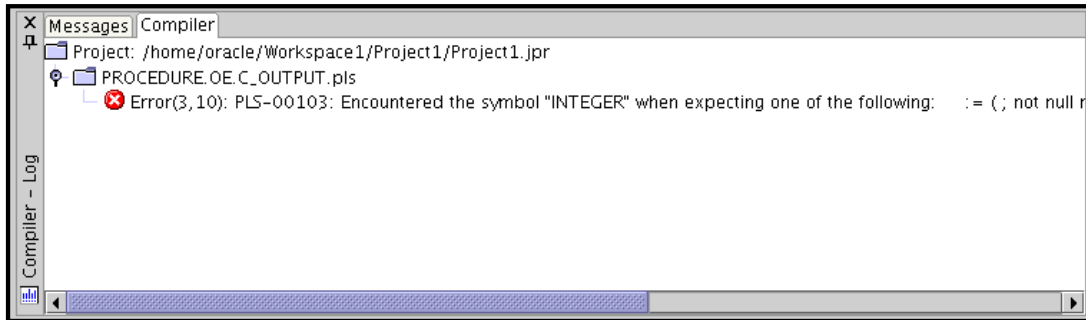 Messages Compiler
Project: /home/oracle/Workspace1/Project1/Project1.jpr
PROCEDURE.OE.C_OUTPUT.pls
Error(3,10): PLS-00103: Encountered the symbol "INTEGER" when expecting one of the following: := ( ; not null
Compiler - Log